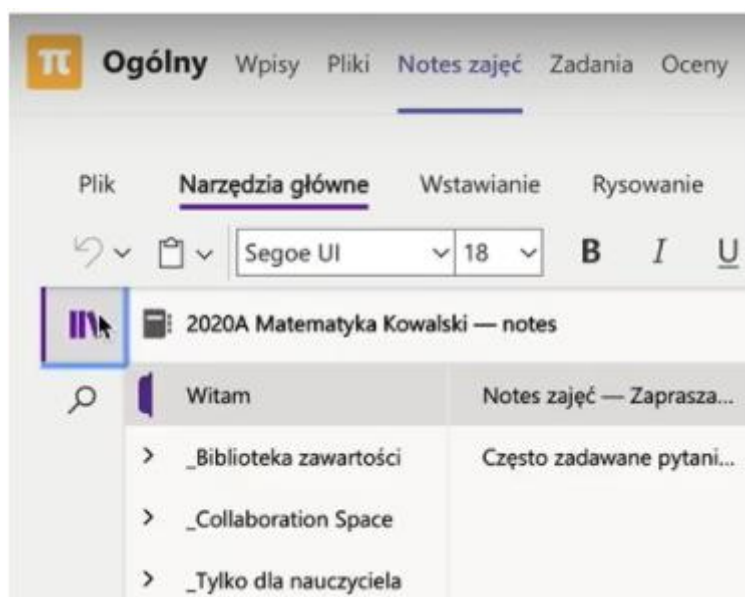 π Ogólny Wpisy Pliki Notes zajęć Zadania Oceny
Plik Narzędzia główne Wstawianie Rysowanie
Segoe UI 18 B I U
2020A Matematyka Kowalski — notes
Witam Notes zajęć — Zaprasza...
_Biblioteka zawartości Często zadawane pytani...
_Collaboration Space
_Tylko dla nauczyciela